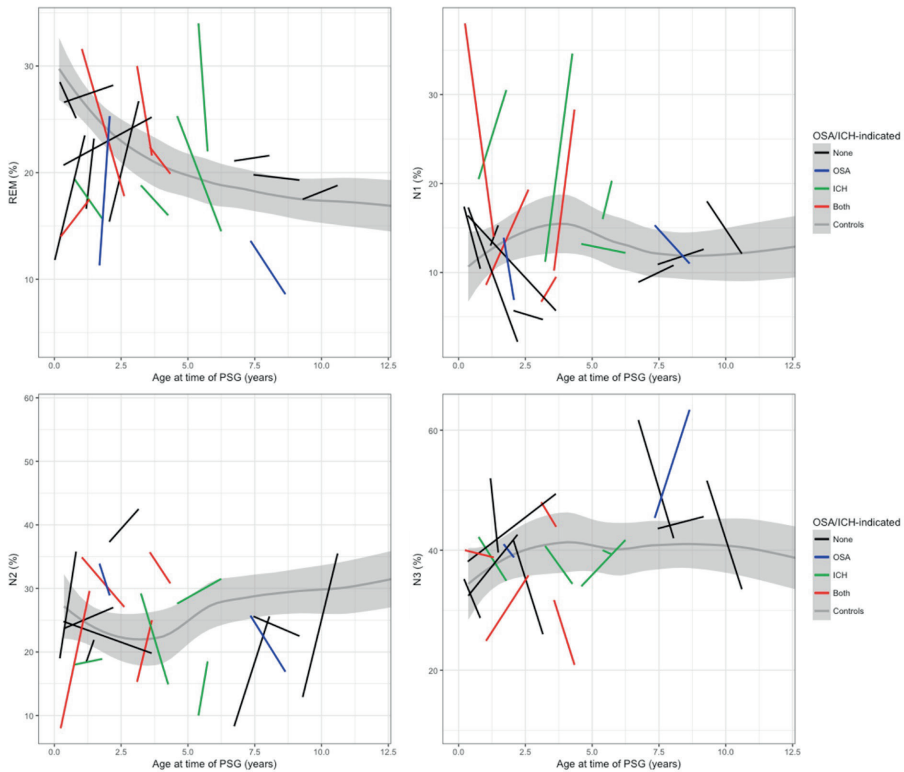 30
20
10
REM (%)
0.0 2.5 5.0 7.5 10.0 12.5
Age at time of PSG (years)
40
30
20
10
0
N1 (%)
0.0 2.5 5.0 7.5 10.0 12.5
Age at time of PSG (years)
OSA/ICH-indicated
None
OSA
ICH
Both
Controls
60
50
40
30
20
10
N2 (%)
0.0 2.5 5.0 7.5 10.0 12.5
Age at time of PSG (years)
60
40
20
N3 (%)
0.0 2.5 5.0 7.5 10.0 12.5
Age at time of PSG (years)
OSA/ICH-indicated
None
OSA
ICH
Both
Controls